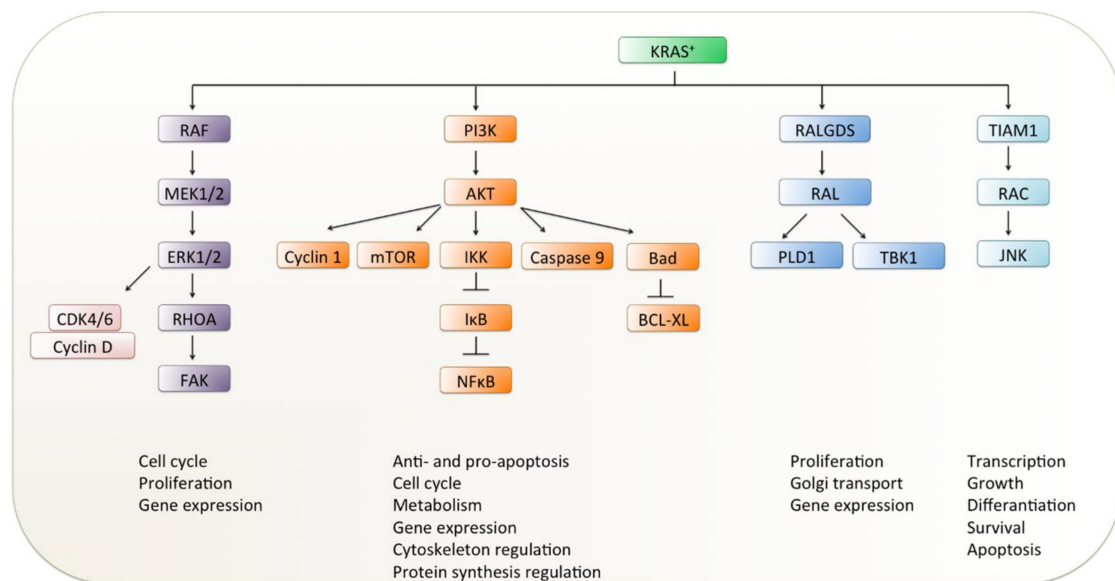 KRAS+
RAF
PI3K
RALGDS
TIAM1
MEK1/2
AKT
RAL
RAC
ERK1/2
Cyclin 1
mTOR
IKK
Caspase 9
Bad
PLD1
TBK1
JNK
CDK4/6
Cyclin D
RHOA
IκB
BCL-XL
FAK
NFκB
Cell cycle
Proliferation
Gene expression
Anti- and pro-apoptosis
Cell cycle
Metabolism
Gene expression
Cytoskeleton regulation
Protein synthesis regulation
Proliferation
Golgi transport
Gene expression
Transcription
Growth
Differantiation
Survival
Apoptosis